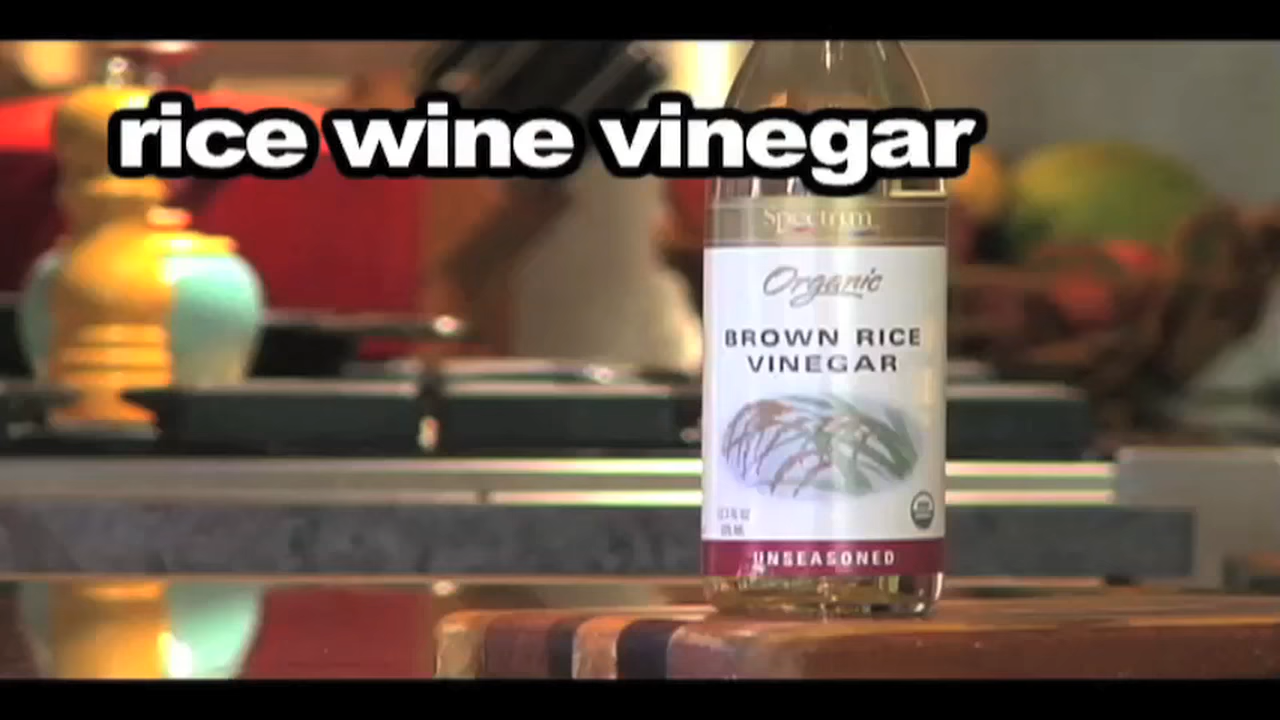 rice wine vinegar
Spectrum
Organic
BROWN RICE
VINEGAR
UNSEASONED